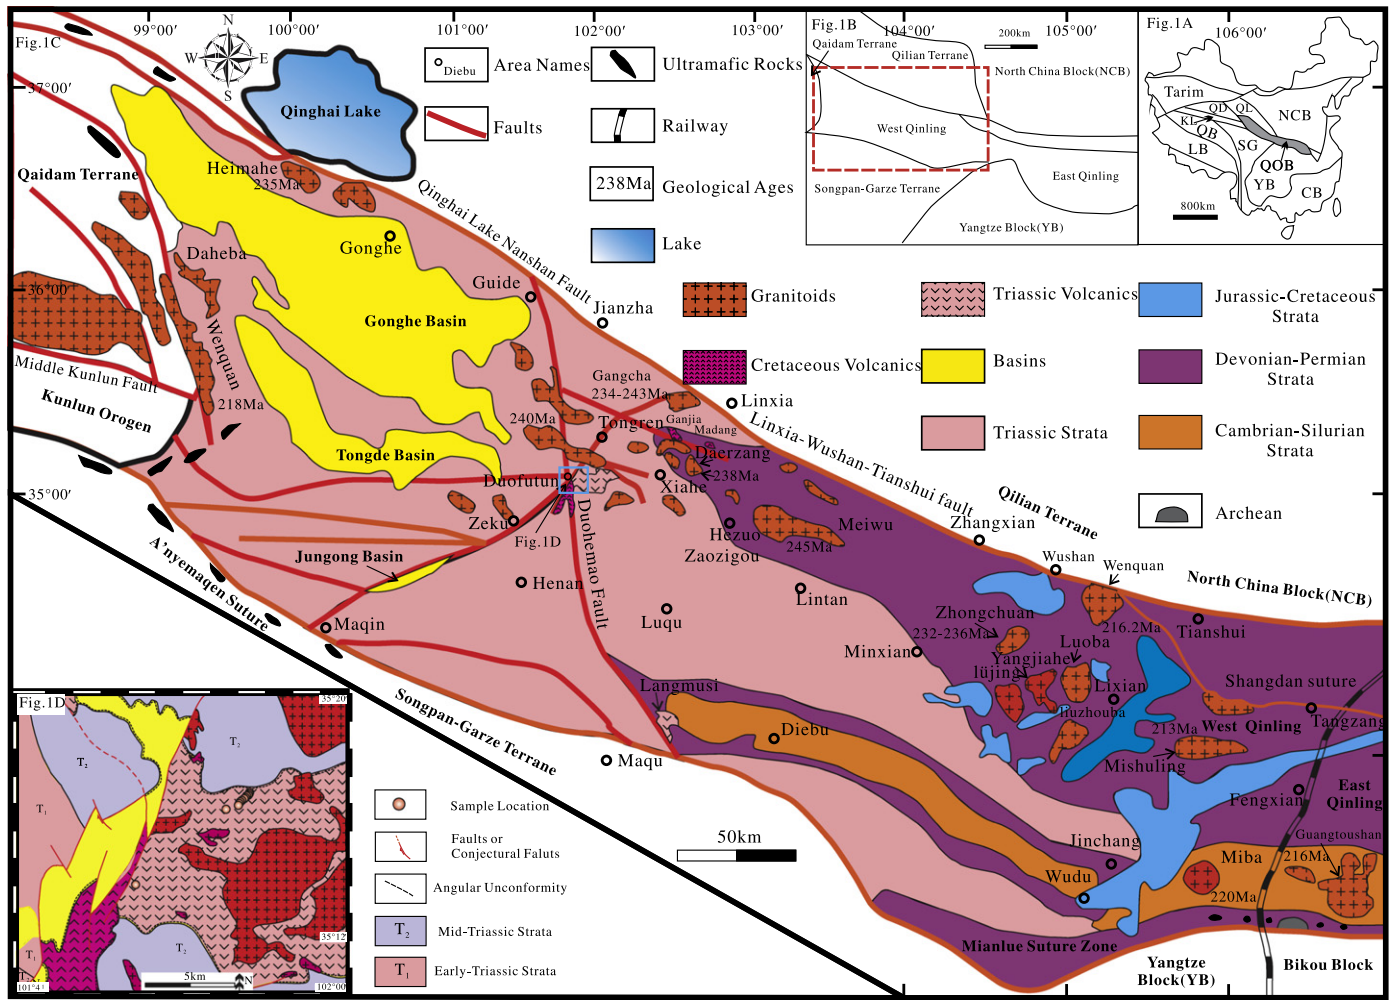 Fig.1C
99°00′
100°00′
101°00′
102°00′
103°00′
104°00′
105°00′
106°00′
37°00′
36°00′
35°00′
N
W
E
S
Qinghai Lake
Diebu
Area Names
Faults
Ultramafic Rocks
Railway
238Ma
Geological Ages
Lake
Fig.1B
200km
Qaidam Terrane
Qilian Terrane
North China Block(NCB)
West Qinling
East Qinling
Songpan-Garze Terrane
Yangtze Block(YB)
Fig.1A
Tarim
QD
QL
NCB
KL
QB
LB
SG
QOB
YB
CB
800km
Granitoids
Triassic Volcanics
Jurassic-Cretaceous
Strata
Cretaceous Volcanics
Basins
Devonian-Permian
Strata
Triassic Strata
Cambrian-Silurian
Strata
Archean
Qaidam Terrane
Heimahe
235Ma
Daheba
Gonghe
Guide
Qinghai Lake Nanshan Fault
Jianzha
Gonghe Basin
Wenquan
218Ma
Middle Kunlun Fault
Kunlun Orogen
Gangcha
234-243Ma
240Ma
Tongren
Ganjia
Madang
Linxia
Linxia-Wushan-Tianshui fault
Daerzang
238Ma
Tongde Basin
Duofutun
Xiahe
Zeku
Fig.1D
Hezuo
Zaozigou
245Ma
Meiwu
Zhangxian
Qilian Terrane
Jungong Basin
Henan
Duohemao Fault
Luqu
Lintan
Wushan
Wenquan
North China Block(NCB)
A'nyemaqen Suture
Maqin
Minxian
Zhongchuan
232-236Ma
216.2Ma
Tianshui
Luoba
Yangjiahe
lüjing
Lixian
liuzhouba
Shangdan suture
213Ma
West Qinling
Tangzang
Mishuling
Langmusi
Diebu
Maqu
Songpan-Garze Terrane
East
Qinling
Fengxian
Guangtoushan
216Ma
Jinchang
Wudu
Miba
220Ma
50km
Mianlue Suture Zone
Yangtze
Block(YB)
Bikou Block
Fig.1D
35°20′
T2
T2
T1
35°12′
T1
T2
5km
N
102°00′
Sample Location
Faults or
Conjectural Faluts
Angular Unconformity
T2
Mid-Triassic Strata
T1
Early-Triassic Strata